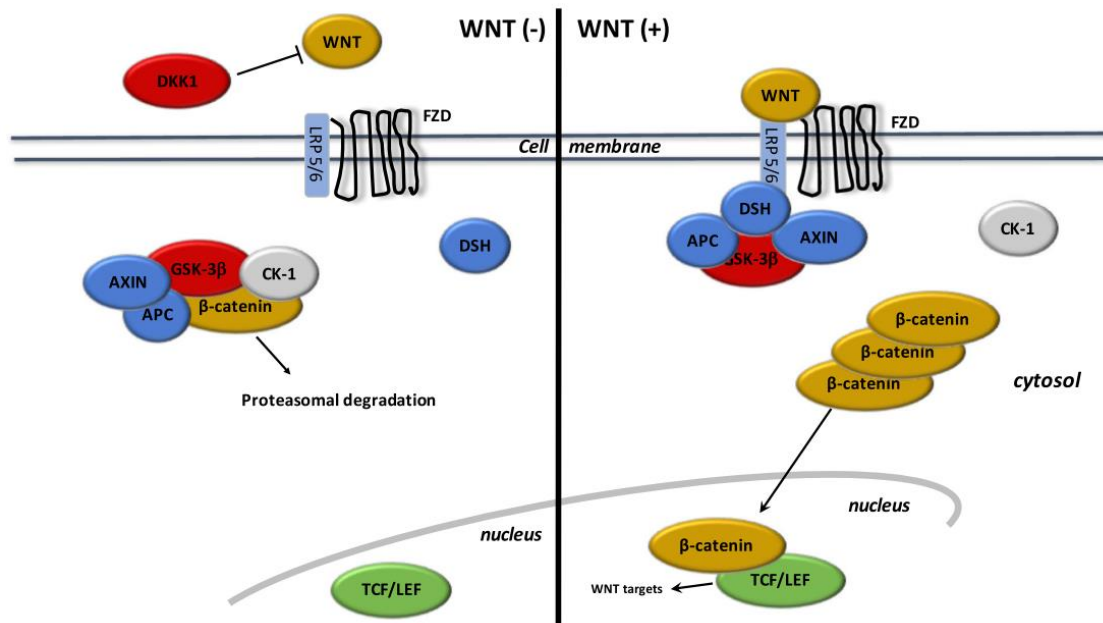 WNT (-)
WNT (+)
WNT
DKK1
FZD
LRP 5/6
Cell
DSH
AXIN
GSK-3β
CK-1
APC
β-catenin
Proteasomal degradation
nucleus
TCF/LEF
WNT
FZD
membrane
LRP 5/6
DSH
APC
AXIN
GSK-3β
CK-1
β-catenin
β-catenin
β-catenin
cytosol
nucleus
β-catenin
TCF/LEF
WNT targets